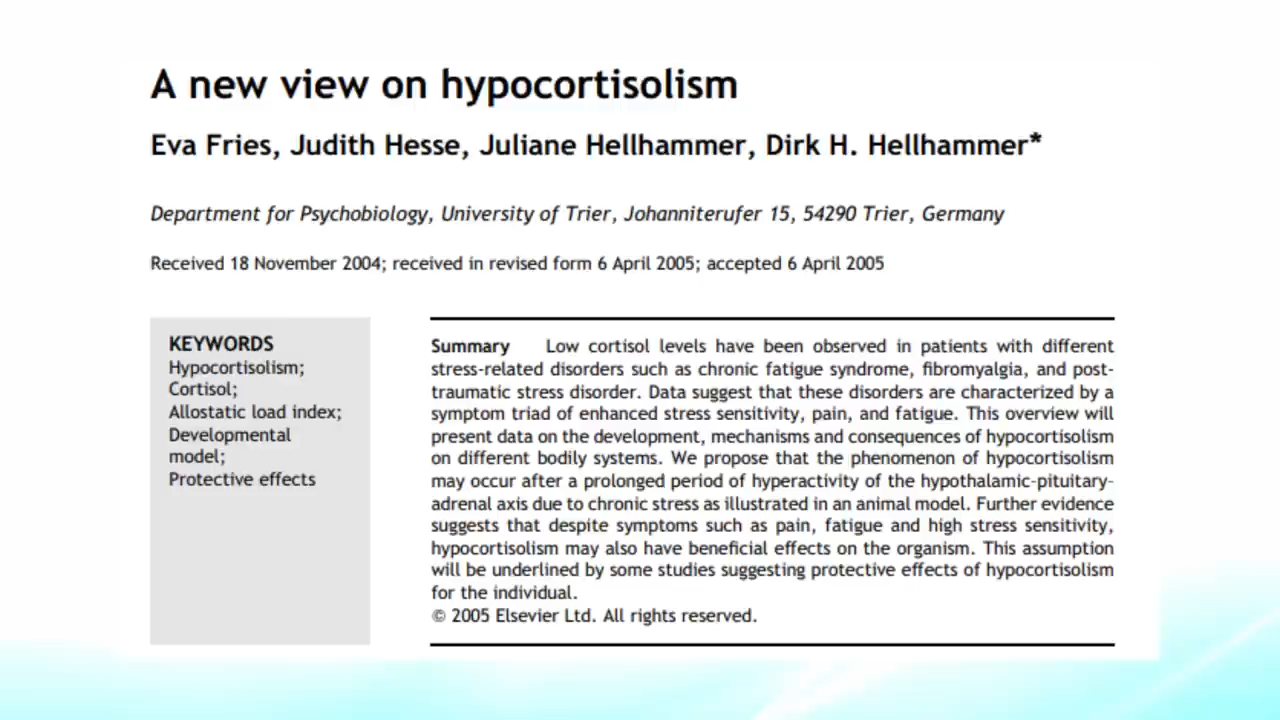 A new view on hypocortisolism
Eva Fries, Judith Hesse, Juliane Hellhammer, Dirk H. Hellhammer*
Department for Psychobiology, University of Trier, Johanniterufer 15, 54290 Trier, Germany
Received 18 November 2004; received in revised form 6 April 2005; accepted 6 April 2005
KEYWORDS
Hypocortisolism;
Cortisol;
Allostatic load index;
Developmental
model;
Protective effects
Summary Low cortisol levels have been observed in patients with different
stress-related disorders such as chronic fatigue syndrome, fibromyalgia, and post-
traumatic stress disorder. Data suggest that these disorders are characterized by a
symptom triad of enhanced stress sensitivity, pain, and fatigue. This overview will
present data on the development, mechanisms and consequences of hypocortisolism
on different bodily systems. We propose that the phenomenon of hypocortisolism
may occur after a prolonged period of hyperactivity of the hypothalamic-pituitary-
adrenal axis due to chronic stress as illustrated in an animal model. Further evidence
suggests that despite symptoms such as pain, fatigue and high stress sensitivity,
hypocortisolism may also have beneficial effects on the organism. This assumption
will be underlined by some studies suggesting protective effects of hypocortisolism
for the individual.
© 2005 Elsevier Ltd. All rights reserved.